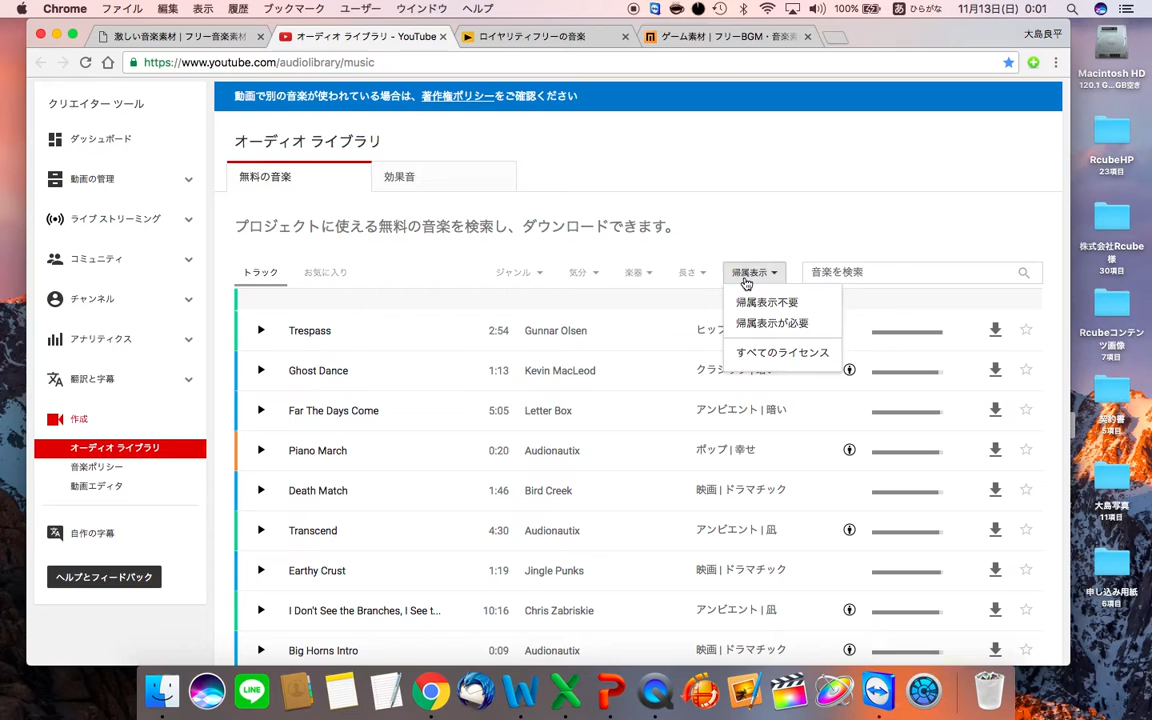 Chrome ファイル 編集 表示 履歴 ブックマーク ユーザー ウインドウ ヘルプ 100% あ ひらがな 11月13日(日) 0:01
激しい音楽素材 | フリー音楽素材 × オーディオ ライブラリ - YouTube × ロイヤリティフリーの音楽 × ゲーム素材 | フリーBGM・音楽 × 大島良平
https://www.youtube.com/audiolibrary/music
クリエイター ツール
ダッシュボード
動画の管理
ライブ ストリーミング
コミュニティ
チャンネル
アナリティクス
翻訳と字幕
作成
オーディオ ライブラリ
音楽ポリシー
動画エディタ
自作の字幕
ヘルプとフィードバック
動画で別の音楽が使われている場合は、著作権ポリシーをご確認ください
オーディオ ライブラリ
無料の音楽 効果音
プロジェクトに使える無料の音楽を検索し、ダウンロードできます。
トラック お気に入り ジャンル 気分 楽器 長さ 帰属表示 音楽を検索
帰属表示不要
帰属表示が必要
すべてのライセンス
Trespass 2:54 Gunnar Olsen ヒップ
Ghost Dance 1:13 Kevin MacLeod クラシック | 暗い
Far The Days Come 5:05 Letter Box アンビエント | 暗い
Piano March 0:20 Audionautix ポップ | 幸せ
Death Match 1:46 Bird Creek 映画 | ドラマチック
Transcend 4:30 Audionautix アンビエント | 凪
Earthy Crust 1:19 Jingle Punks 映画 | ドラマチック
I Don't See the Branches, I See t... 10:16 Chris Zabriskie アンビエント | 凪
Big Horns Intro 0:09 Audionautix 映画 | ドラマチック
Macintosh HD
120.1 G...GB空き
RcubeHP
23項目
株式会社Rcube
様
30項目
Rcubeコンテン
ツ画像
7項目
契約書
5項目
大島写真
11項目
申し込み用紙
6項目
LINE